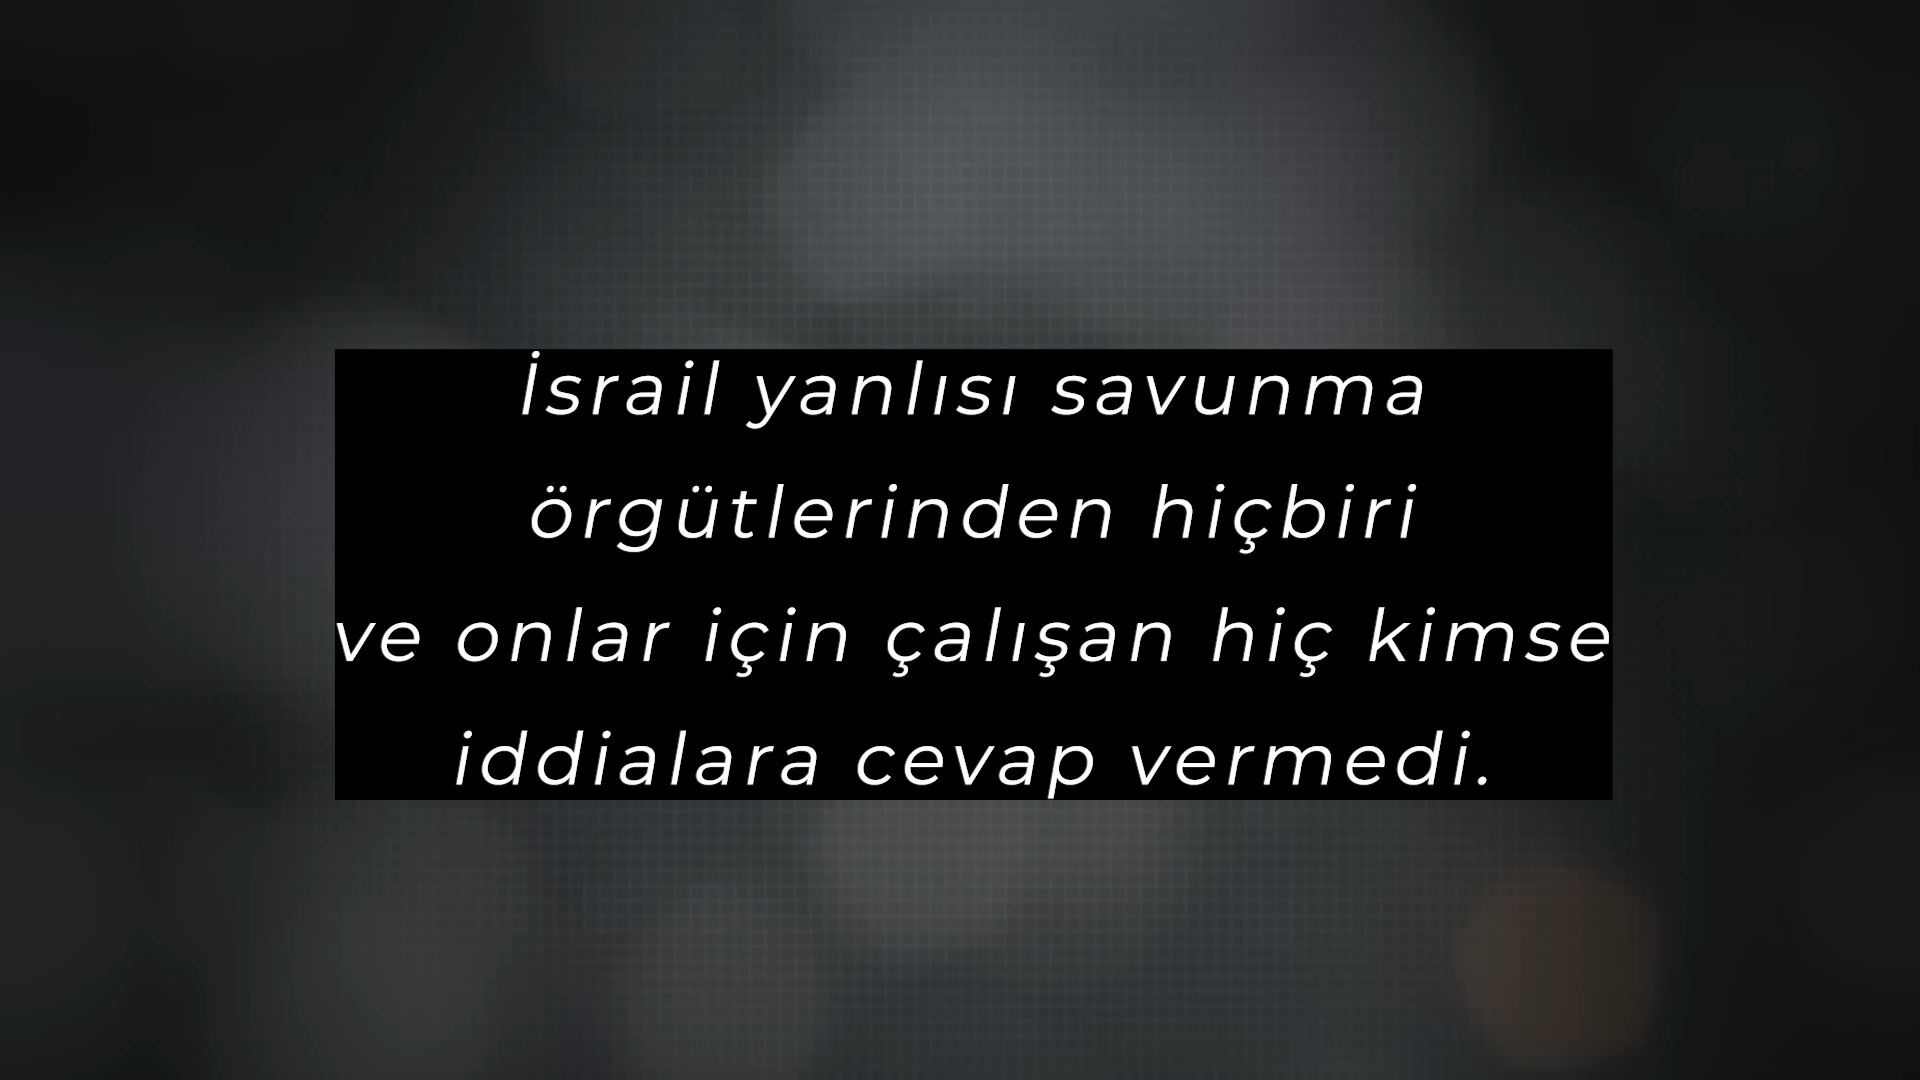 İsrail yanlısı savunma
örgütlerinden hiçbiri
ve onlar için çalışan hiç kimse
iddialara cevap vermedi.